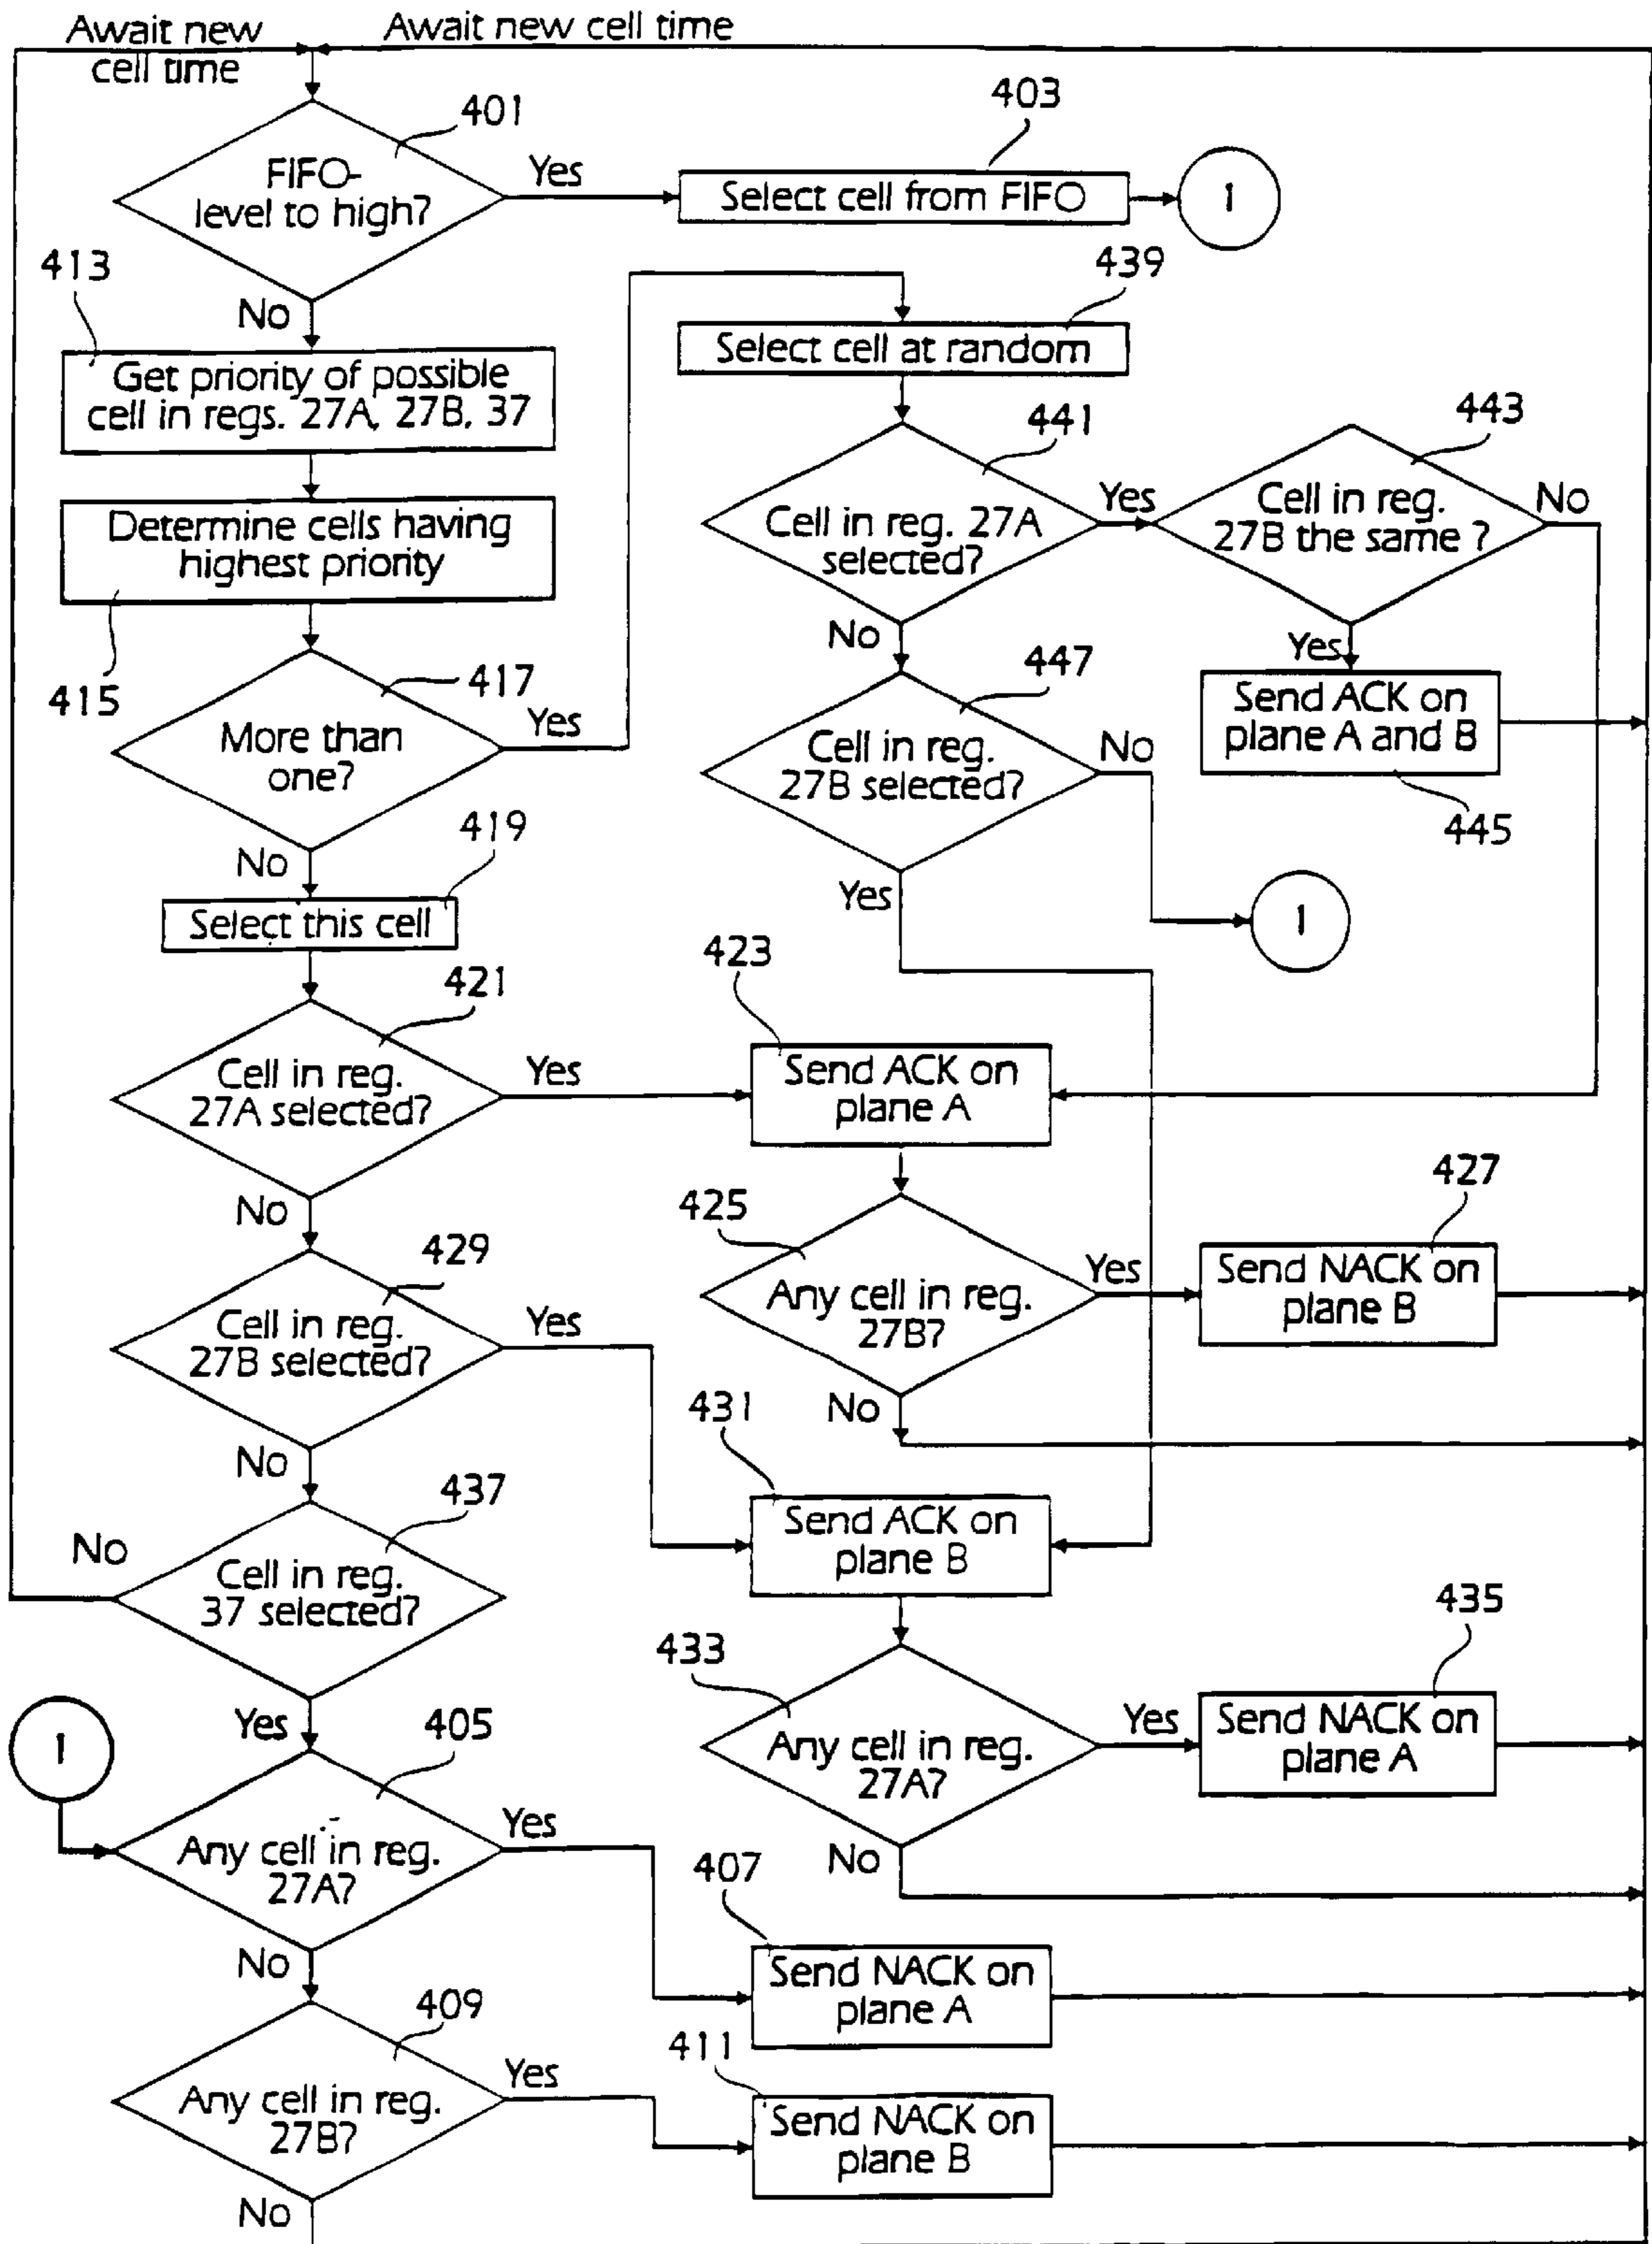 Await new
cell time
Await new cell time
401
FIFO-
level to high?
Yes
403
Select cell from FIFO
1
No
413
Get priority of possible
cell in regs. 27A, 27B, 37
Determine cells having
highest priority
415
417
More than
one?
Yes
No
419
Select this cell
421
Cell in reg.
27A selected?
Yes
No
429
Cell in reg.
27B selected?
Yes
No
437
Cell in reg.
37 selected?
No
Yes
1
405
Any cell in reg.
27A?
Yes
No
409
Any cell in reg.
27B?
Yes
No
439
Select cell at random
441
Cell in reg. 27A
selected?
Yes
No
443
Cell in reg.
27B the same ?
No
Yes
Send ACK on
plane A and B
445
447
Cell in reg.
27B selected?
No
Yes
1
423
Send ACK on
plane A
425
Any cell in reg.
27B?
Yes
No
427
Send NACK on
plane B
431
Send ACK on
plane B
433
Any cell in reg.
27A?
Yes
No
435
Send NACK on
plane A
407
Send NACK on
plane A
411
Send NACK on
plane B